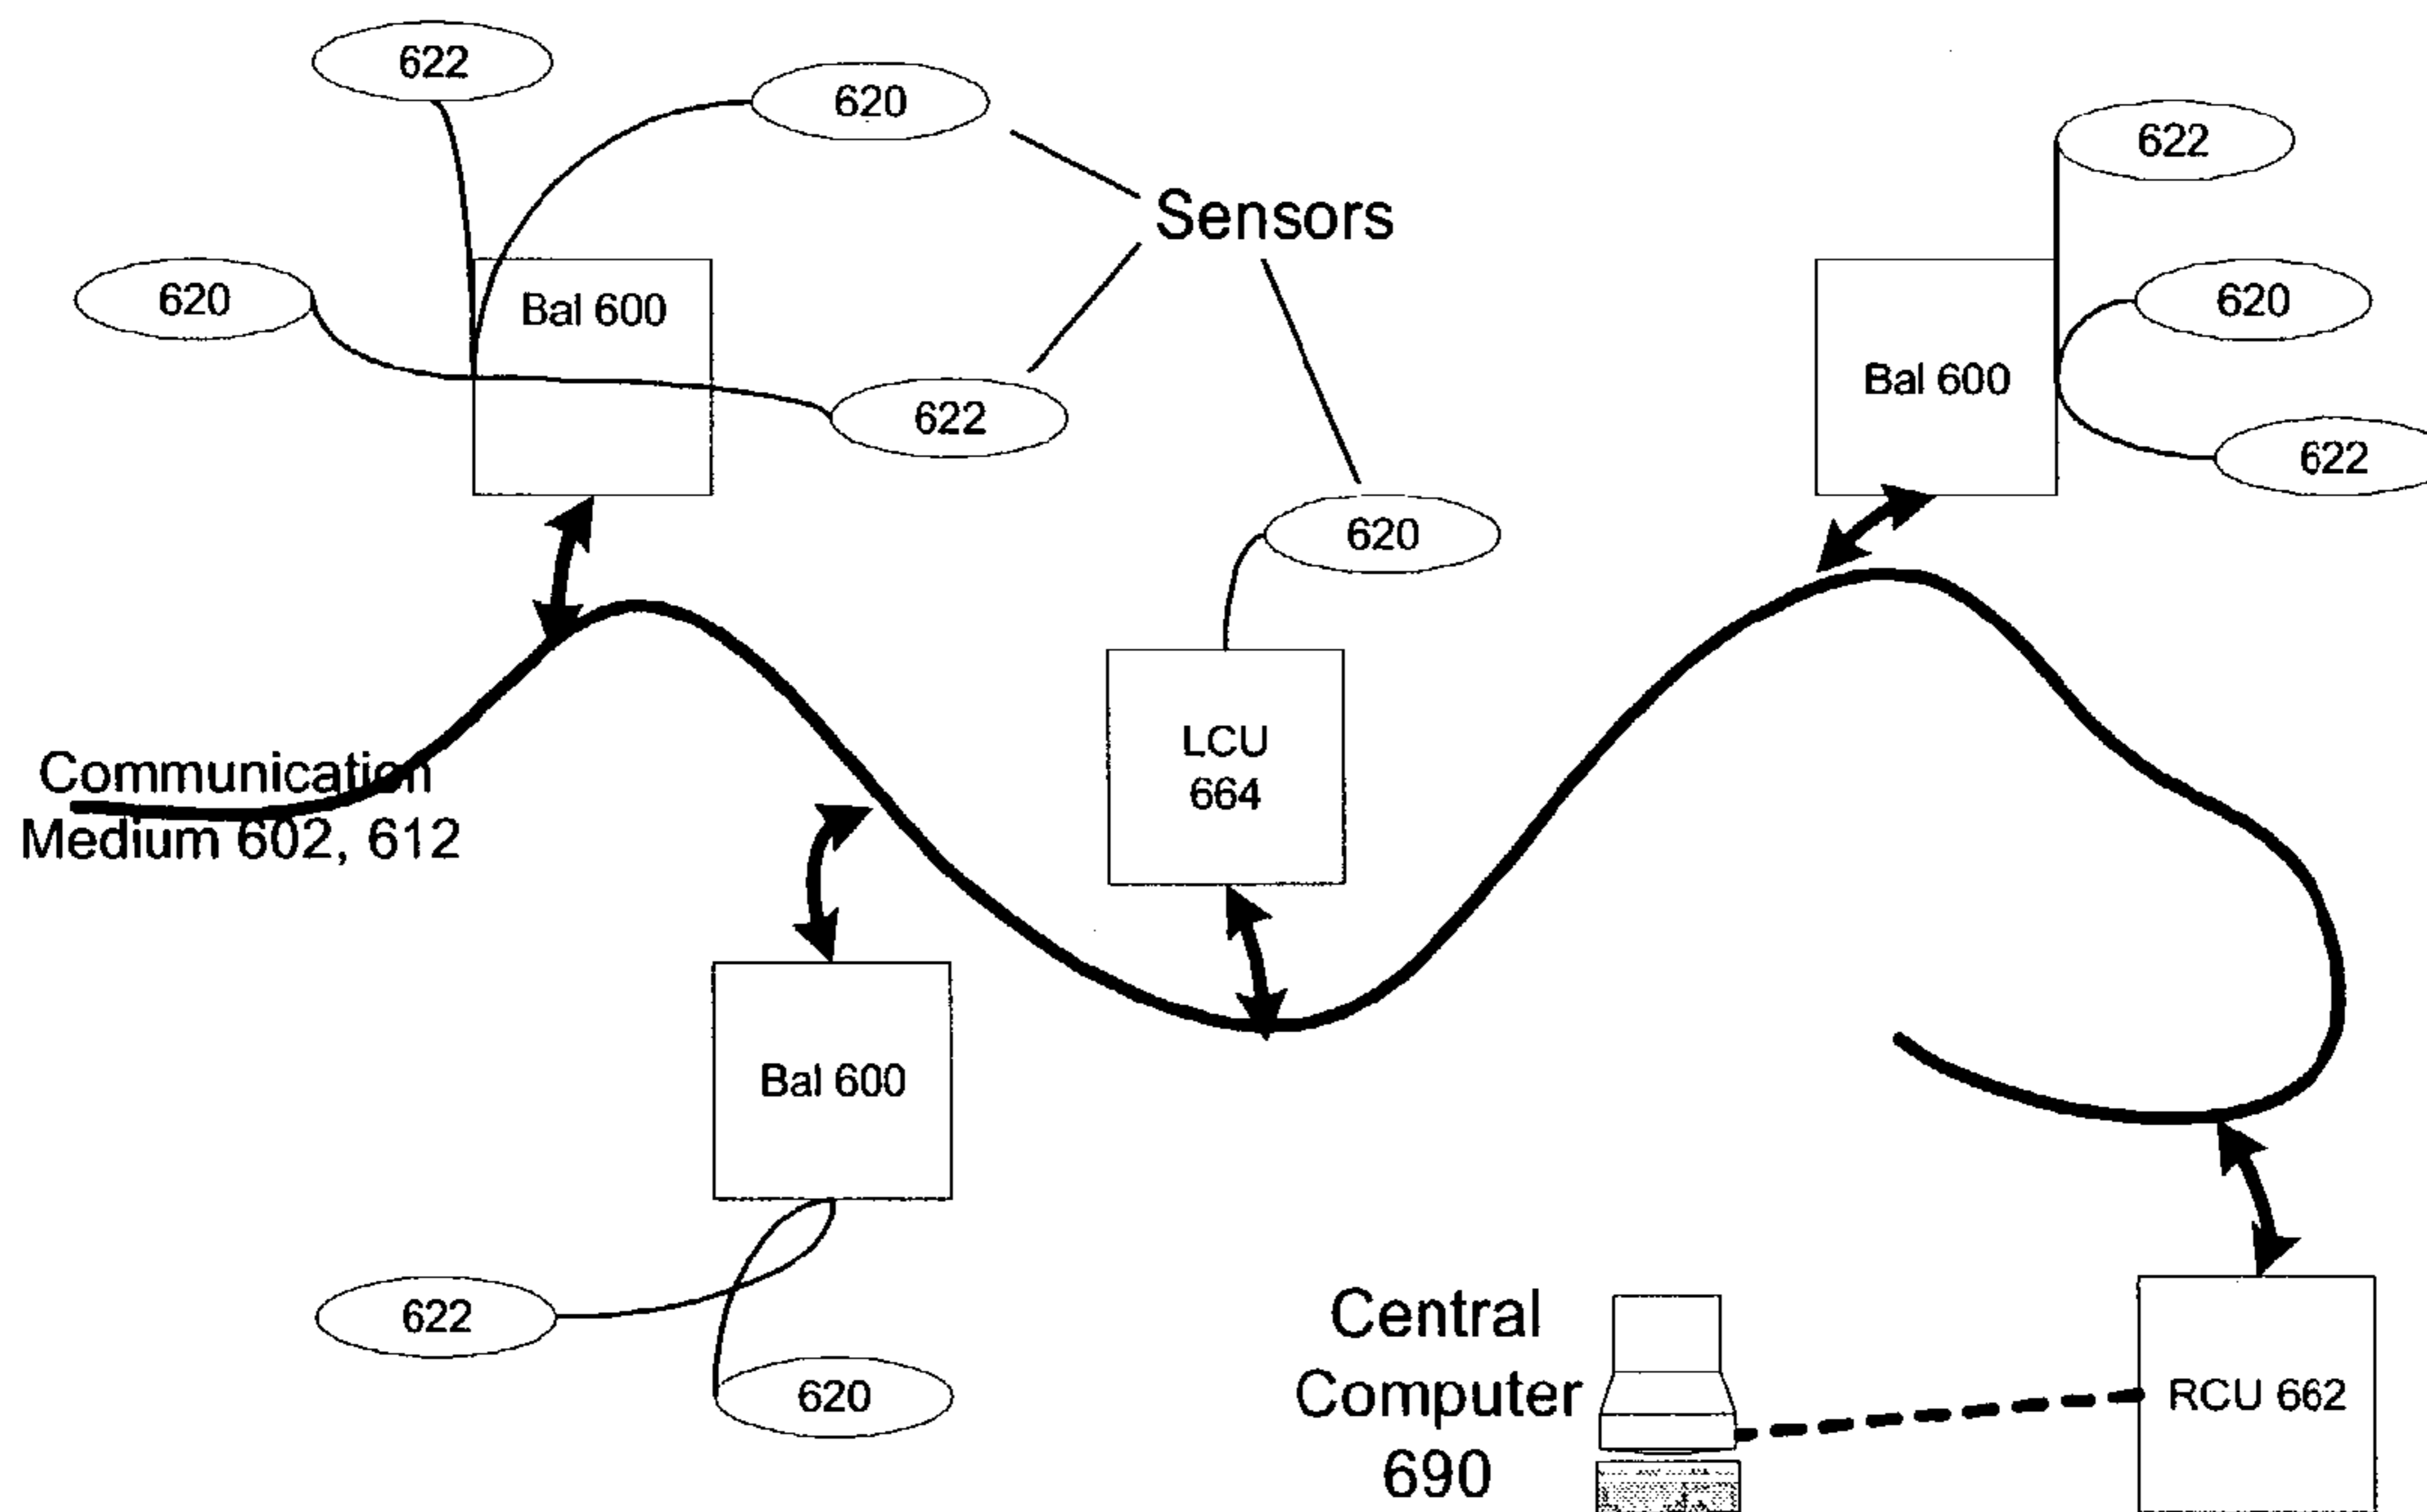 622
620
622
Sensors
620
Bal 600
620
Bal 600
622
622
620
LCU
664
Communication
Medium 602, 612
Bal 600
622
620
Central
Computer
690
RCU 662